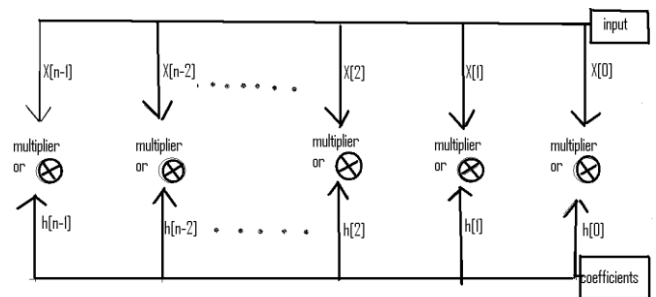 input
X[n-1]
X[n-2]
X[2]
X[1]
X[0]
multiplier
or
multiplier
or
multiplier
or
multiplier
or
multiplier
or
h[n-1]
h[n-2]
h[2]
h[1]
h[0]
coefficients